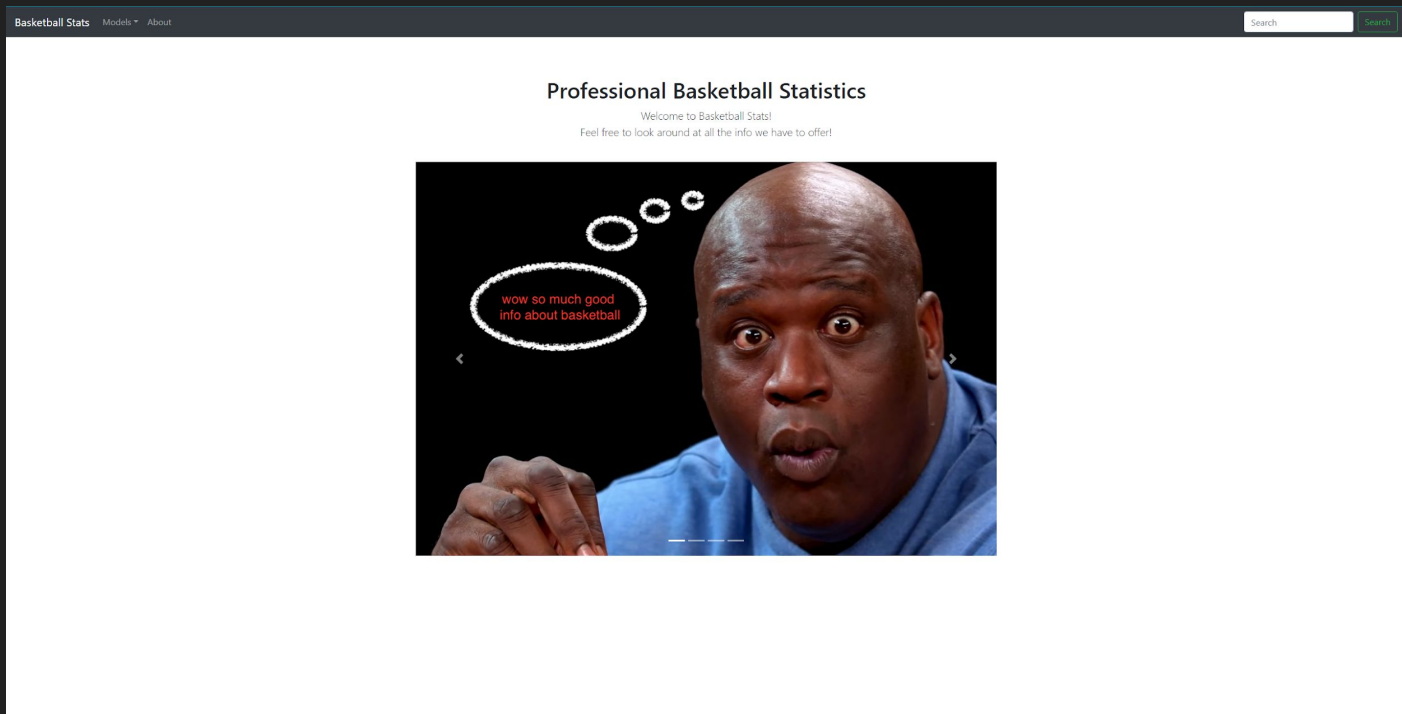 Basketball Stats Models About Search Search
Professional Basketball Statistics
Welcome to Basketball Stats!
Feel free to look around at all the info we have to offer!
wow so much good
info about basketball